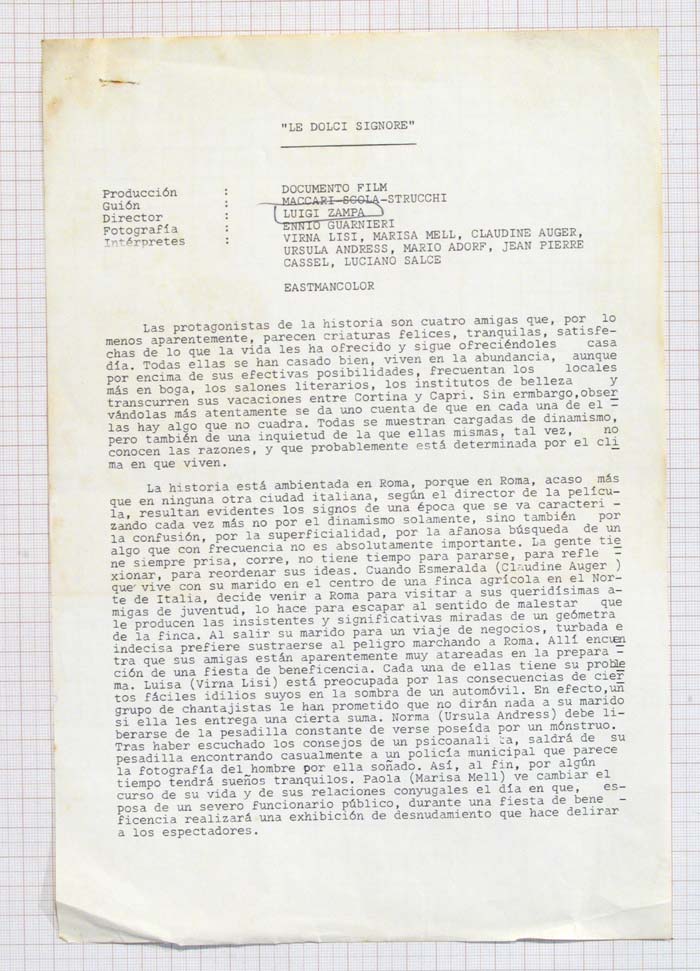 "LE DOLCI SIGNORE"
Producción : DOCUMENTO FILM
Guión : MACCARI-SCOLA-STRUCCHI
Director : LUIGI ZAMPA
Fotografía : ENNIO GUARNIERI
Intérpretes : VIRNA LISI, MARISA MELL, CLAUDINE AUGER,
URSULA ANDRESS, MARIO ADORF, JEAN PIERRE
CASSEL, LUCIANO SALCE
EASTMANCOLOR
Las protagonistas de la historia son cuatro amigas que, por lo
menos aparentemente, parecen criaturas felices, tranquilas, satisfe-
chas de lo que la vida les ha ofrecido y sigue ofreciéndoles casa
día. Todas ellas se han casado bien, viven en la abundancia, aunque
por encima de sus efectivas posibilidades, frecuentan los locales
más en boga, los salones literarios, los institutos de belleza y
transcurren sus vacaciones entre Cortina y Capri. Sin ermbargo,obser
vándolas más atentamente se da uno cuenta de que en cada una de el -
las hay algo que no cuadra. Todas se muestran cargadas de dinamismo,
pero también de una inquietud de la que ellas mismas, tal vez, no
conocen las razones, y que probablemente está determinada por el cli
ma en que viven.
La historia está ambientada en Roma, porque en Roma, acaso más
que en ninguna otra ciudad italiana, según el director de la pelícu-
la, resultan evidentes los signos de una época que se va caracteri -
zando cada vez más no por el dinamismo solamente, sino también por
la confusión, por la superficialidad, por la afanosa búsqueda de un
algo que con frecuencia no es absolutamente importante. La gente tie
ne siempre prisa, corre, no tiene tiempo para pararse, para refle -
xionar, para reordenar sus ideas. Cuando Esmeralda (Claudine Auger )
que vive con su marido en el centro de una finca agrícola en el Nor-
te de Italia, decide venir a Roma para visitar a sus queridísimas a-
migas de juventud, lo hace para escapar al sentido de malestar que
le producen las insistentes y significativas miradas de un geómetra
de la finca. Al salir su marido para un viaje de negocios, turbada e
indecisa prefiere sustraerse al peligro marchando a Roma. Allí encuen
tra que sus amigas están aparentemente muy atareadas en la prepara -
ción de una fiesta de beneficencia. Cada una de ellas tiene su proble
ma. Luisa (Virna Lisi) está preocupada por las consecuencias de cier
tos fáciles idilios suyos en la sombra de un automóvil. En efecto,un
grupo de chantajistas le han prometido que no dirán nada a su marido
si ella les entrega una cierta suma. Norma (Ursula Andress) debe li-
berarse de la pesadilla constante de verse poseída por un mónstruo.
Tras haber escuchado los consejos de un psicoanali ta, saldrá de su
pesadilla encontrando casualmente a un policía municipal que parece
la fotografía del hombre por ella soñado. Así, al fin, por algún
tiempo tendrá sueños tranquilos. Paola (Marisa Mell) ve cambiar el
curso de su vida y de sus relaciones conyugales el día en que, es-
posa de un severo funcionario público, durante una fiesta de bene -
ficencia realizará una exhibición de desnudamiento que hace delirar
a los espectadores.